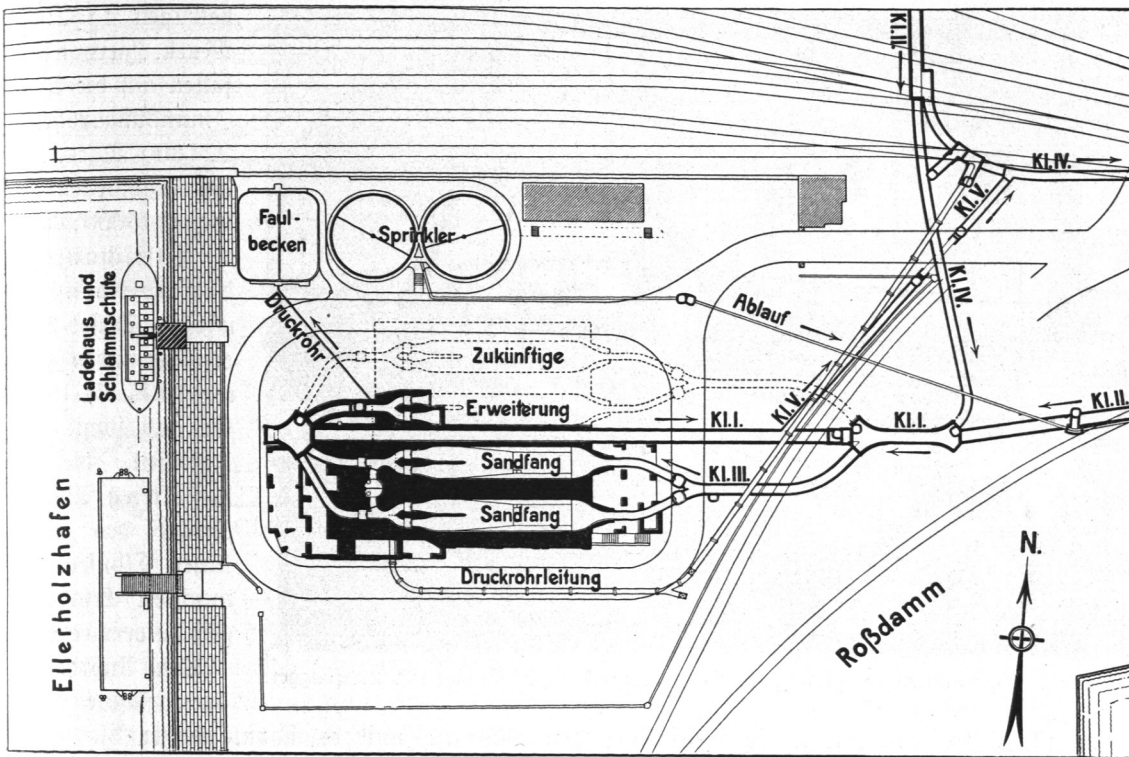 Kl.III.
Kl.IV.
Kl.V.
Faul-
becken
Sprinkler
Kl.IV.
Ladehaus und
Schlammschute
Druckrohr
Ablauf
Zukünftige
Kl.V.
Erweiterung
Kl.I.
Kl.I.
Kl.II.
Sandfang
Kl.III.
Sandfang
Ellerholzhafen
Druckrohrleitung
Roßdamm
N.